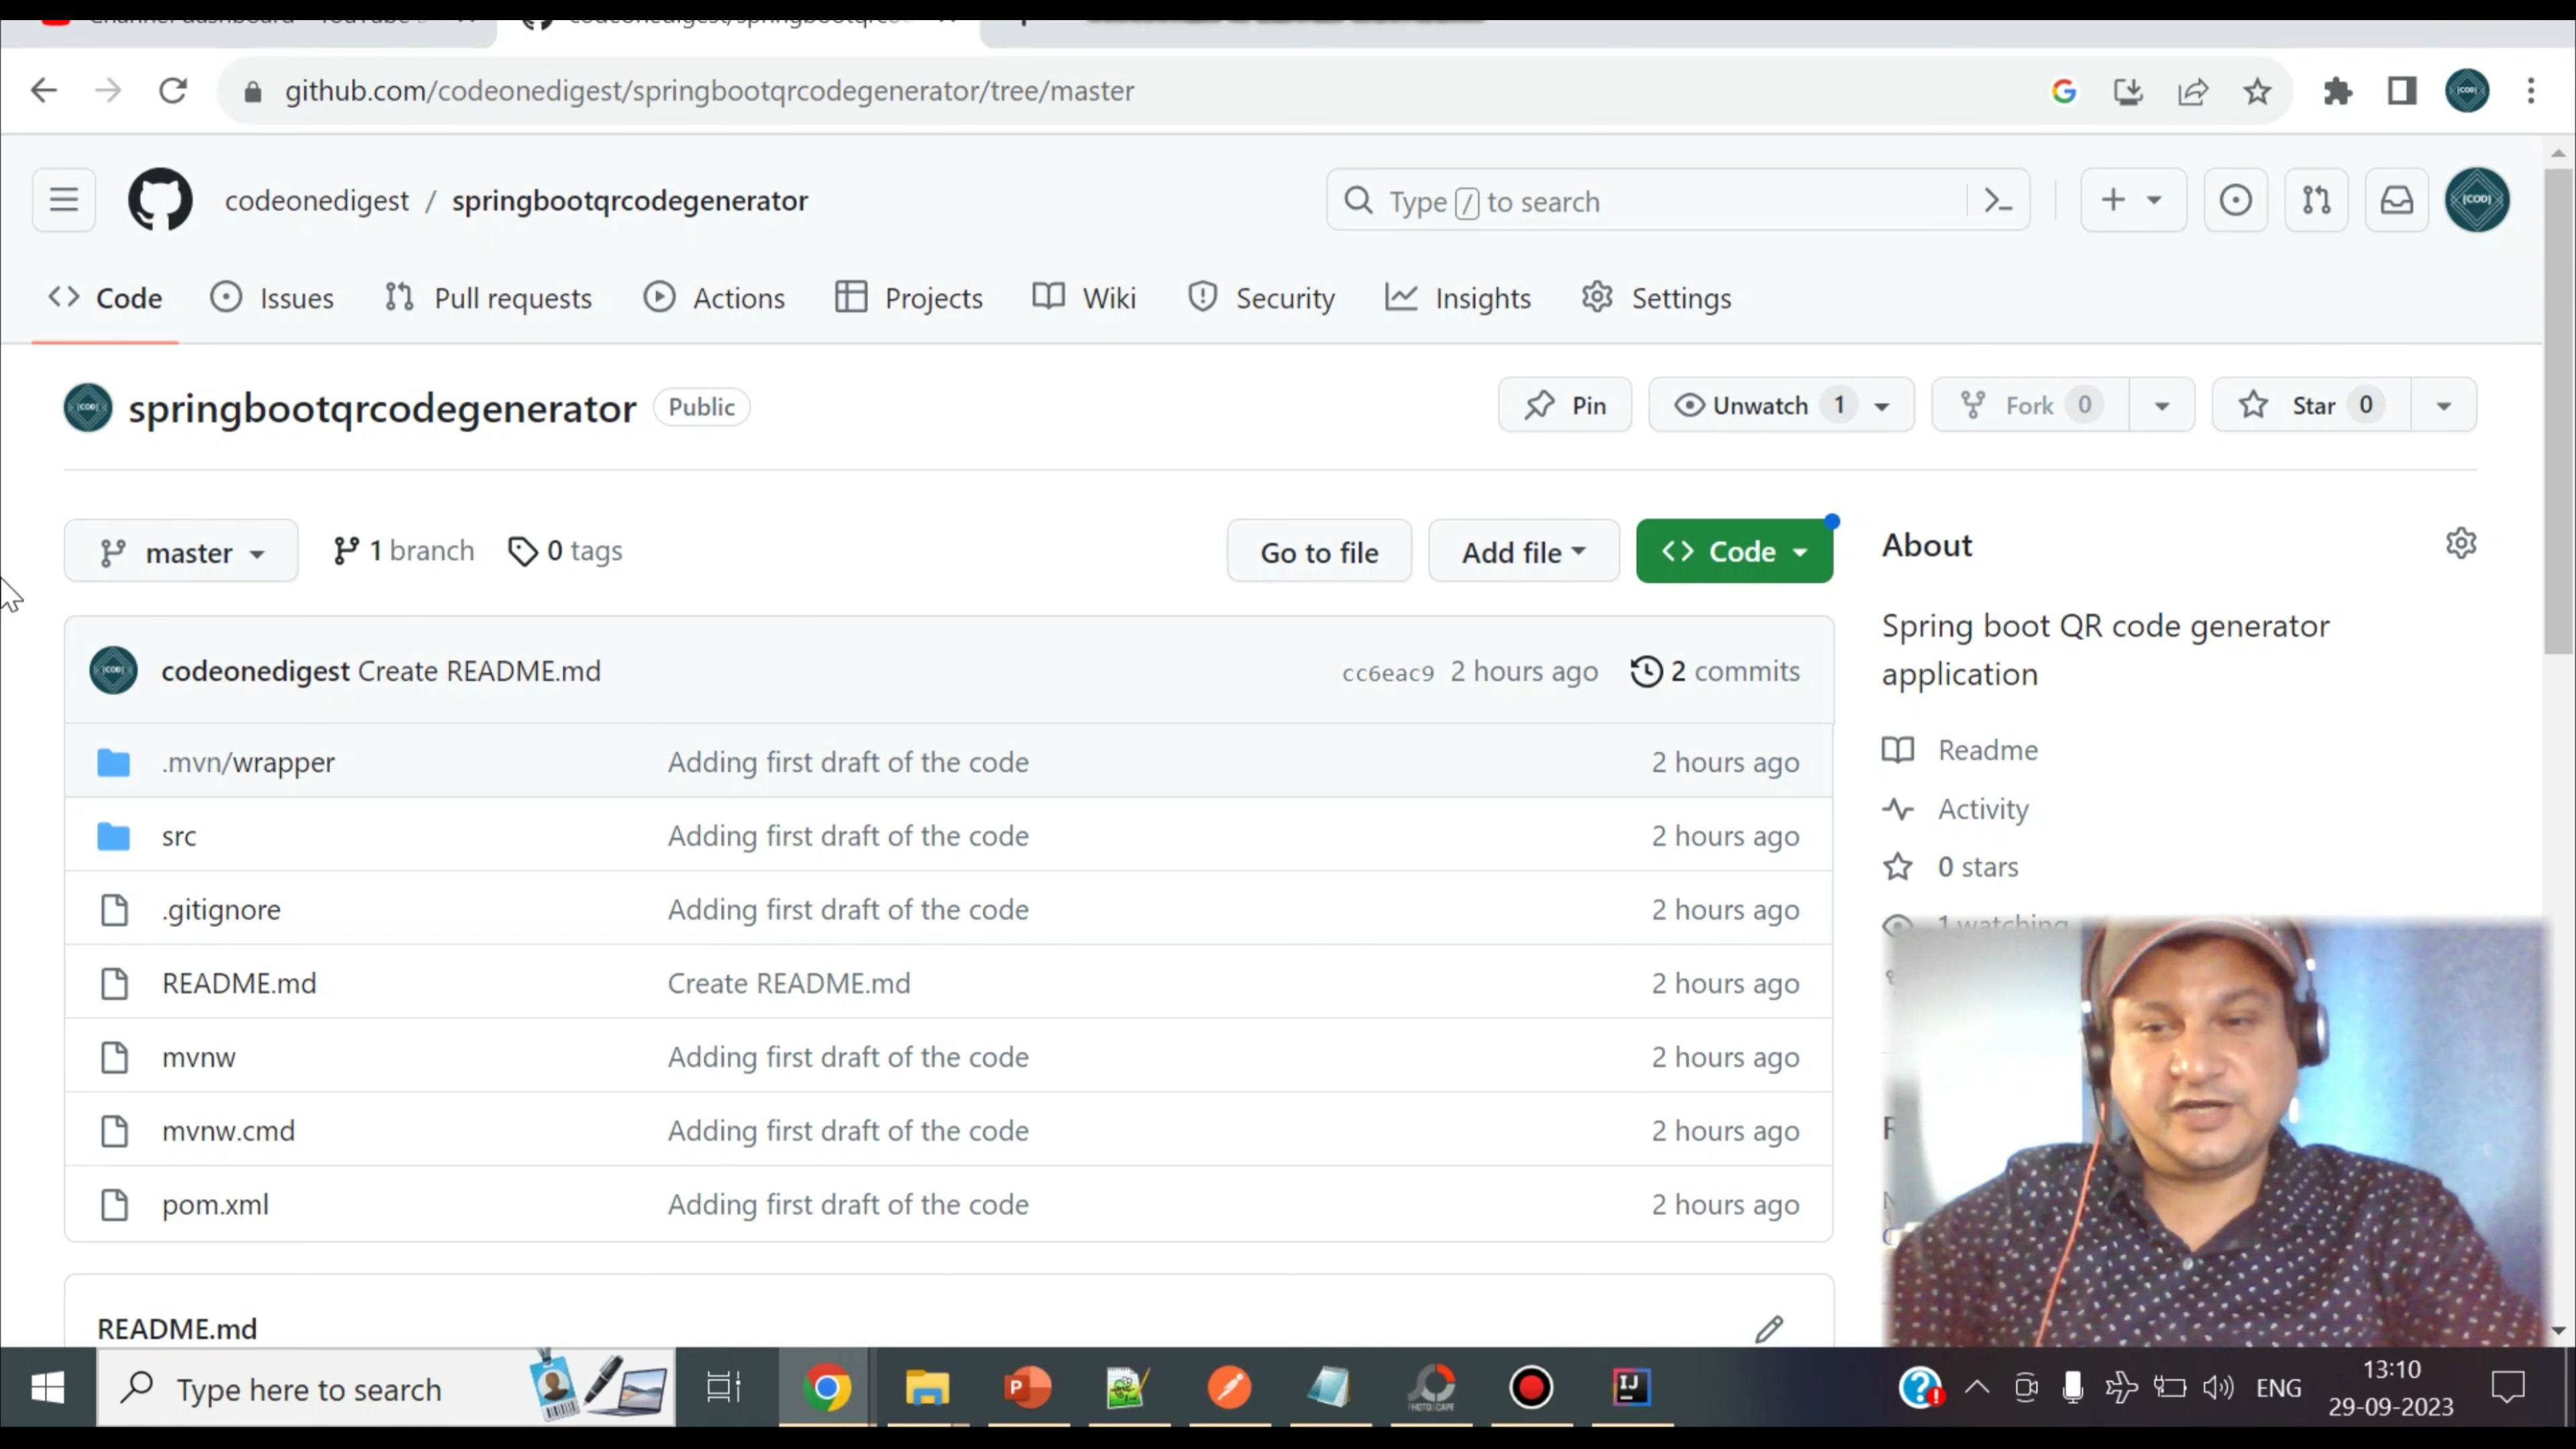 Channel dashboard - YouTube
codeonedigest/springbootqrcod
github.com/codeonedigest/springbootqrcodegenerator/tree/master
codeonedigest / springbootqrcodegenerator
Type / to search
Code Issues Pull requests Actions Projects Wiki Security Insights Settings
springbootqrcodegenerator Public
Pin Unwatch 1 Fork 0 Star 0
master 1 branch 0 tags
Go to file Add file Code
About
Spring boot QR code generator
application
codeonedigest Create README.md cc6eac9 2 hours ago 2 commits
.mvn/wrapper Adding first draft of the code 2 hours ago
src Adding first draft of the code 2 hours ago
.gitignore Adding first draft of the code 2 hours ago
README.md Create README.md 2 hours ago
mvnw Adding first draft of the code 2 hours ago
mvnw.cmd Adding first draft of the code 2 hours ago
pom.xml Adding first draft of the code 2 hours ago
Readme
Activity
0 stars
1 watching
README.md
Type here to search
ENG
13:10
29-09-2023